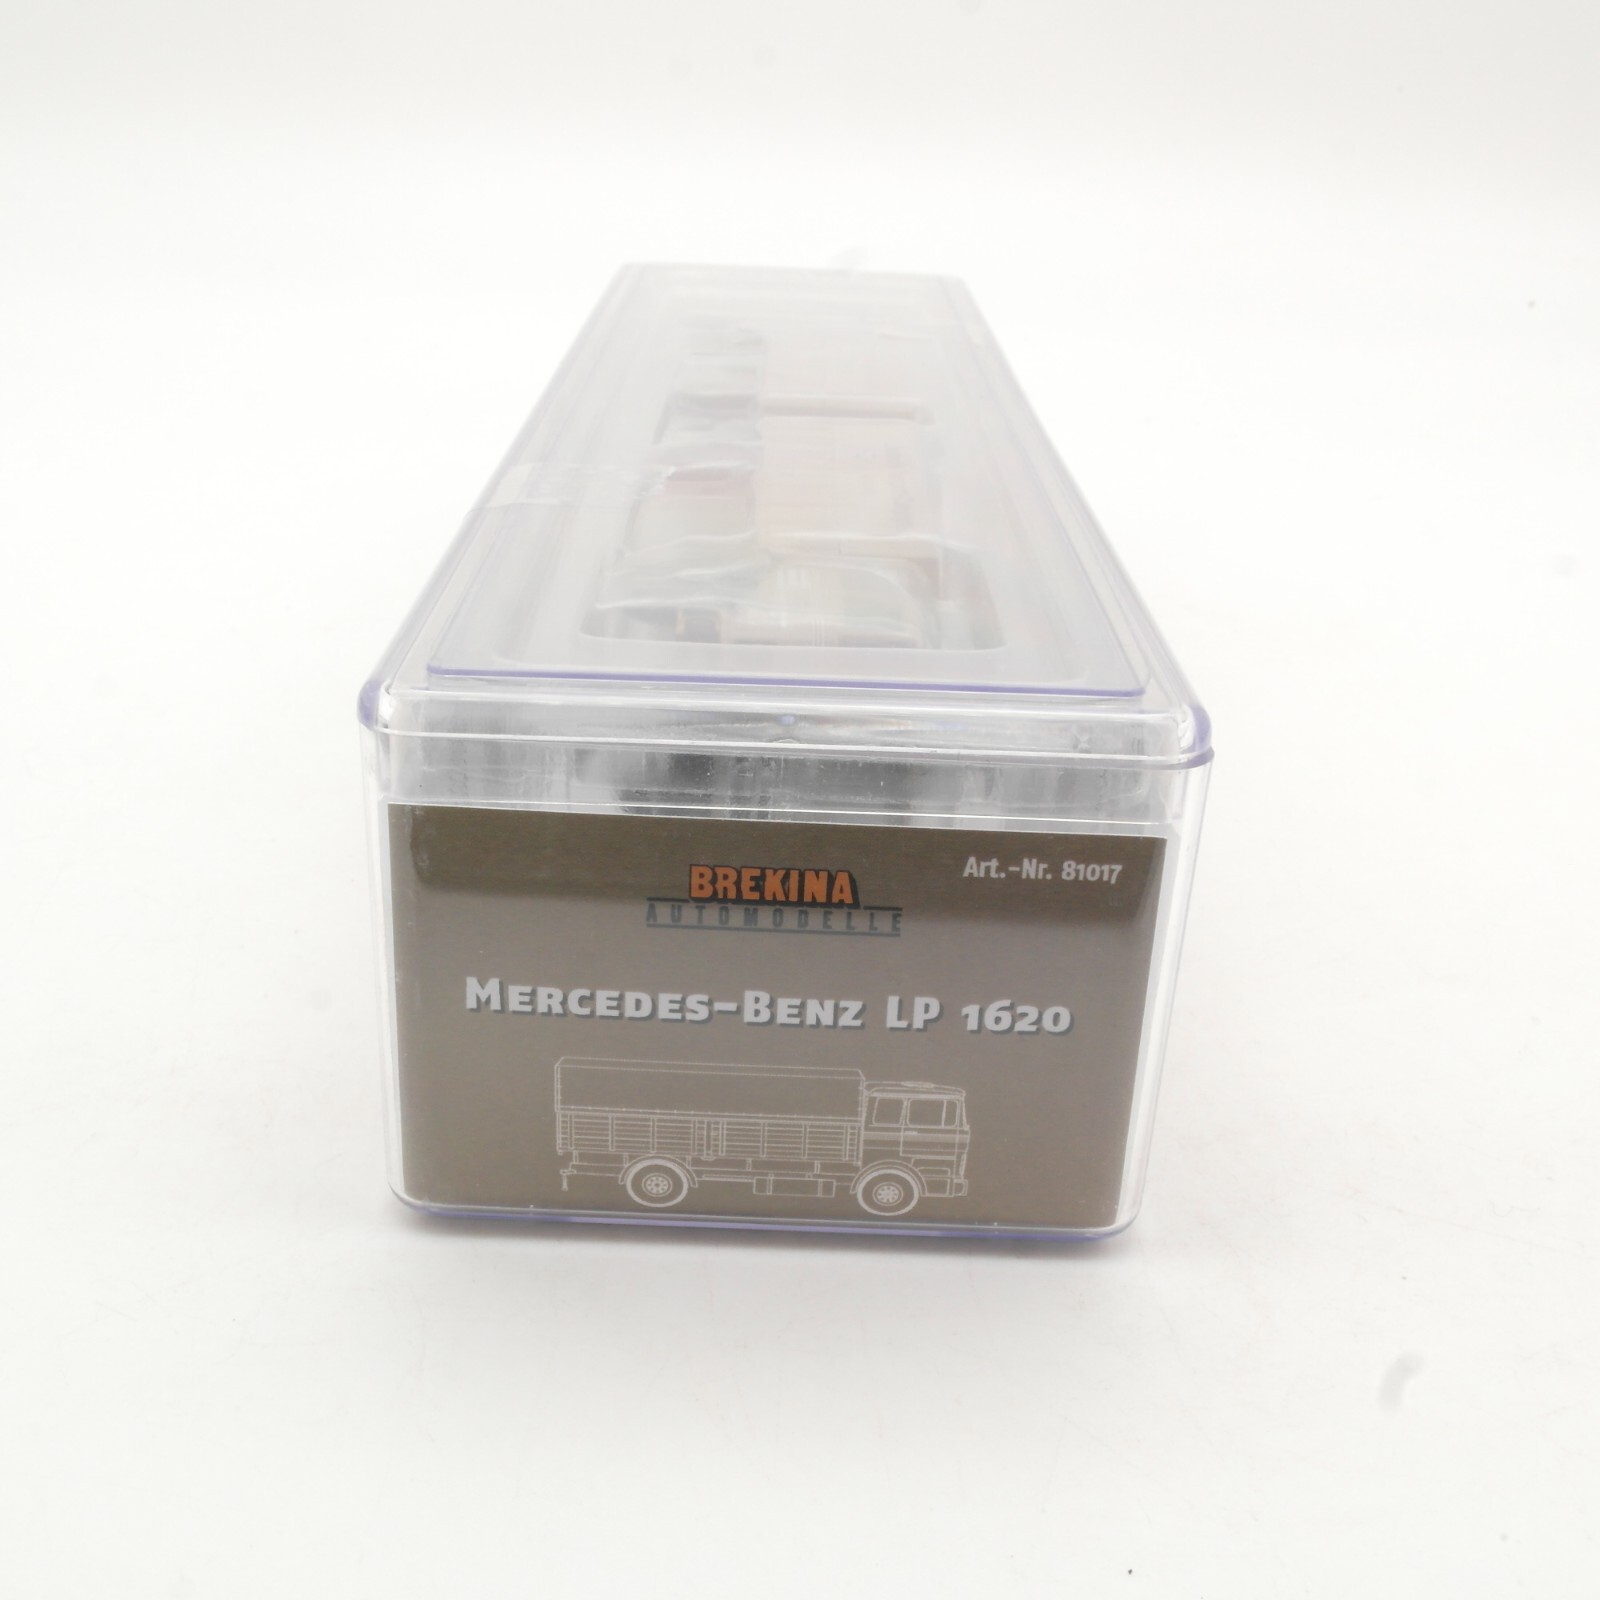 BREKINA
AUTOMODELLE
Art.-Nr. 81017
MERCEDES-BENZ LP 1620